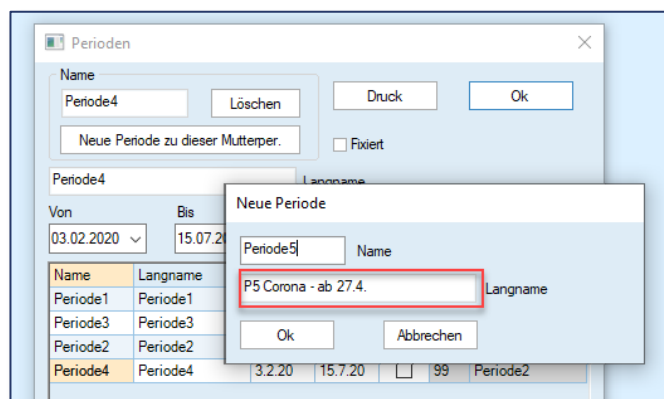 Perioden
Name
Periode4
Löschen
Druck
Ok
Neue Periode zu dieser Mutterper.
Fixiert
Periode4
Langname
Von
Bis
03.02.2020
15.07.20
Neue Periode
Periode5
Name
P5 Corona - ab 27.4.
Langname
Ok
Abbrechen
Name Langname
Periode1 Periode1
Periode3 Periode3
Periode2 Periode2
Periode4 Periode4 3.2.20 15.7.20 99 Periode2